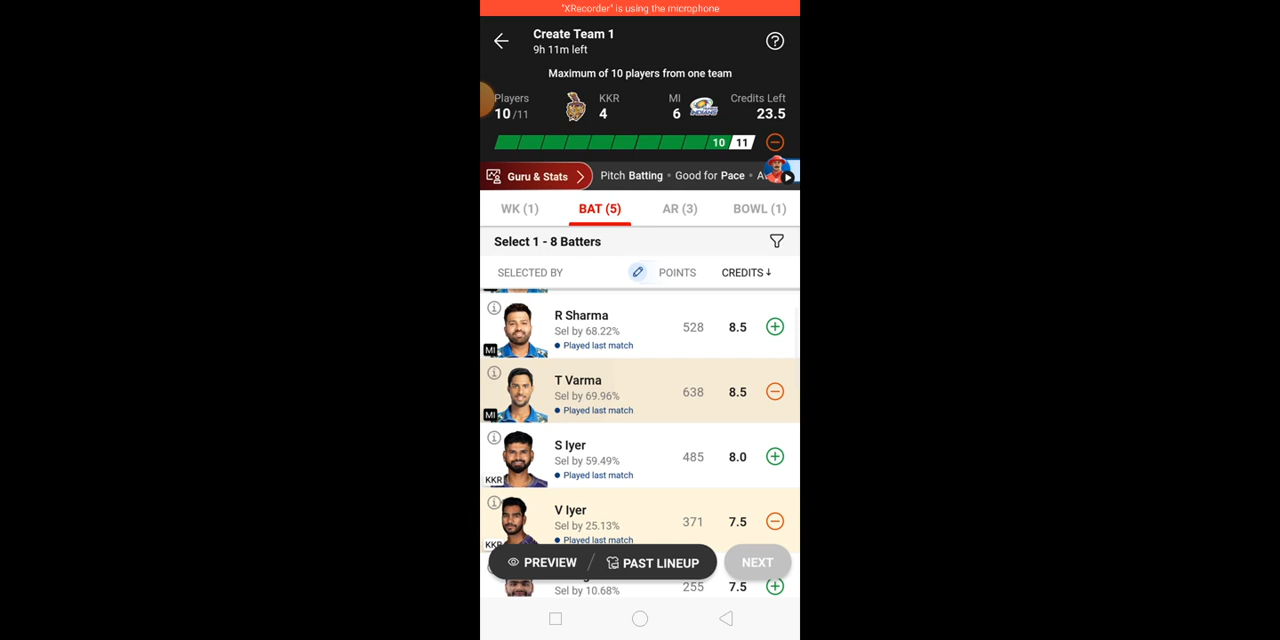 "XRecorder" is using the microphone
Create Team 1
9h 11m left
Maximum of 10 players from one team
Players
10/11
KKR
4
MI
6
Credits Left
23.5
10 11
Guru & Stats
Pitch Batting • Good for Pace •
WK (1) BAT (5) AR (3) BOWL (1)
Select 1 - 8 Batters
SELECTED BY POINTS CREDITS↓
R Sharma
Sel by 68.22%
Played last match
MI
528 8.5
T Varma
Sel by 69.96%
Played last match
MI
638 8.5
S Iyer
Sel by 59.49%
Played last match
KKR
485 8.0
V Iyer
Sel by 25.13%
Played last match
KKR
371 7.5
PREVIEW / PAST LINEUP
NEXT
Sel by 10.68%
255 7.5